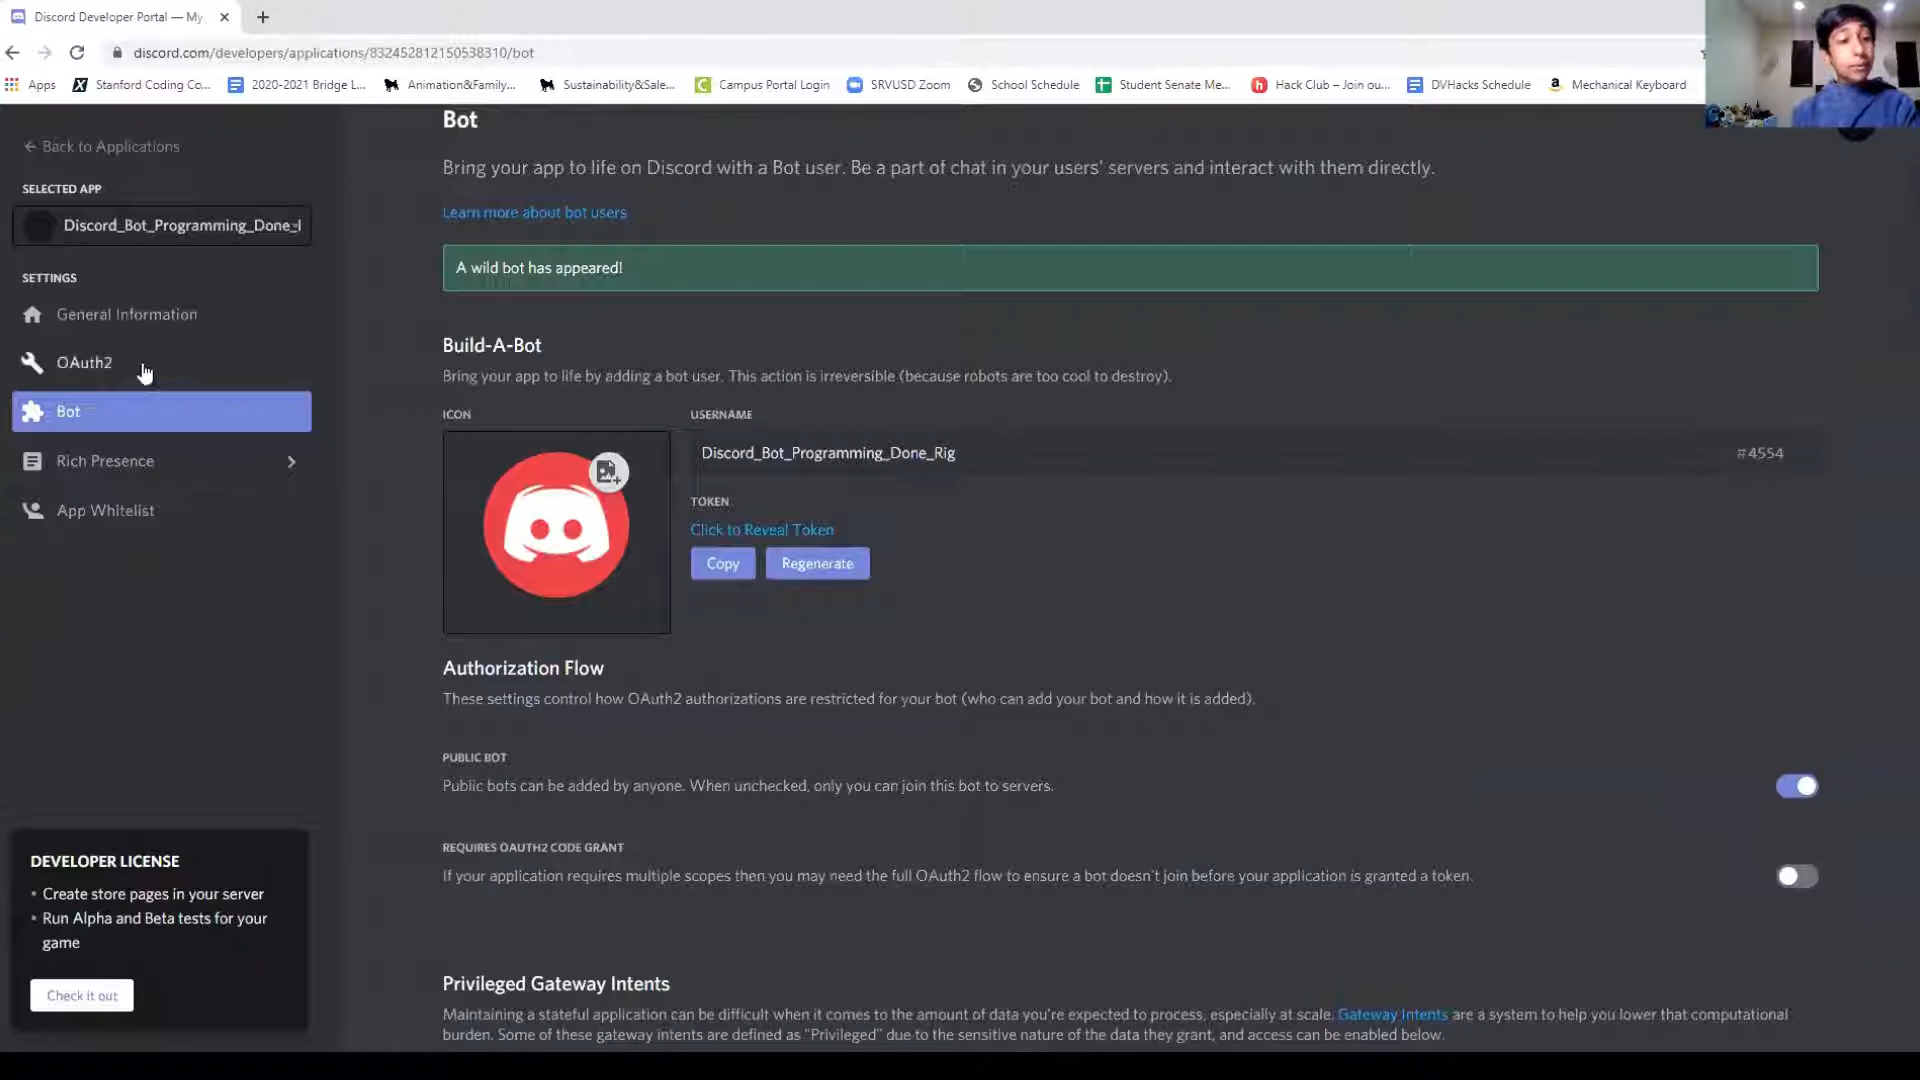 Discord Developer Portal — My
discord.com/developers/applications/832452812150538310/bot
Apps
Stanford Coding Co...
2020-2021 Bridge L...
Animation&Family...
Sustainability&Sale...
Campus Portal Login
SRVUSD Zoom
School Schedule
Student Senate Me...
Hack Club – Join ou...
DVHacks Schedule
Mechanical Keyboard
← Back to Applications
SELECTED APP
Discord_Bot_Programming_Done_
SETTINGS
General Information
OAuth2
Bot
Rich Presence
App Whitelist
DEVELOPER LICENSE
• Create store pages in your server
• Run Alpha and Beta tests for your
game
Check it out
Bot
Bring your app to life on Discord with a Bot user. Be a part of chat in your users' servers and interact with them directly.
Learn more about bot users
A wild bot has appeared!
Build-A-Bot
Bring your app to life by adding a bot user. This action is irreversible (because robots are too cool to destroy).
ICON
USERNAME
Discord_Bot_Programming_Done_Rig
#4554
TOKEN
Click to Reveal Token
Copy
Regenerate
Authorization Flow
These settings control how OAuth2 authorizations are restricted for your bot (who can add your bot and how it is added).
PUBLIC BOT
Public bots can be added by anyone. When unchecked, only you can join this bot to servers.
REQUIRES OAUTH2 CODE GRANT
If your application requires multiple scopes then you may need the full OAuth2 flow to ensure a bot doesn't join before your application is granted a token.
Privileged Gateway Intents
Maintaining a stateful application can be difficult when it comes to the amount of data you're expected to process, especially at scale. Gateway Intents are a system to help you lower that computational
burden. Some of these gateway intents are defined as "Privileged" due to the sensitive nature of the data they grant, and access can be enabled below.